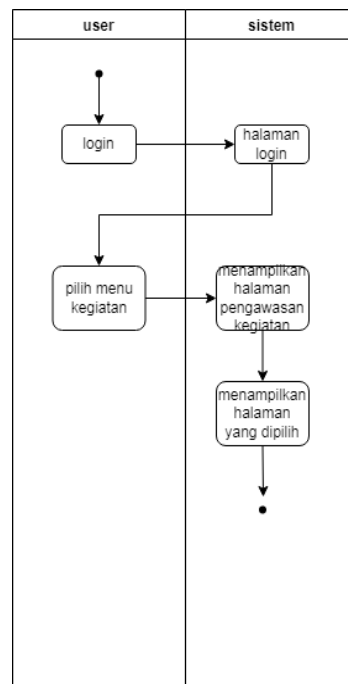 user
sistem
login
halaman
login
pilih menu
kegiatan
menampilkan
halaman
pengawasan
kegiatan
menampilkan
halaman
yang dipilih